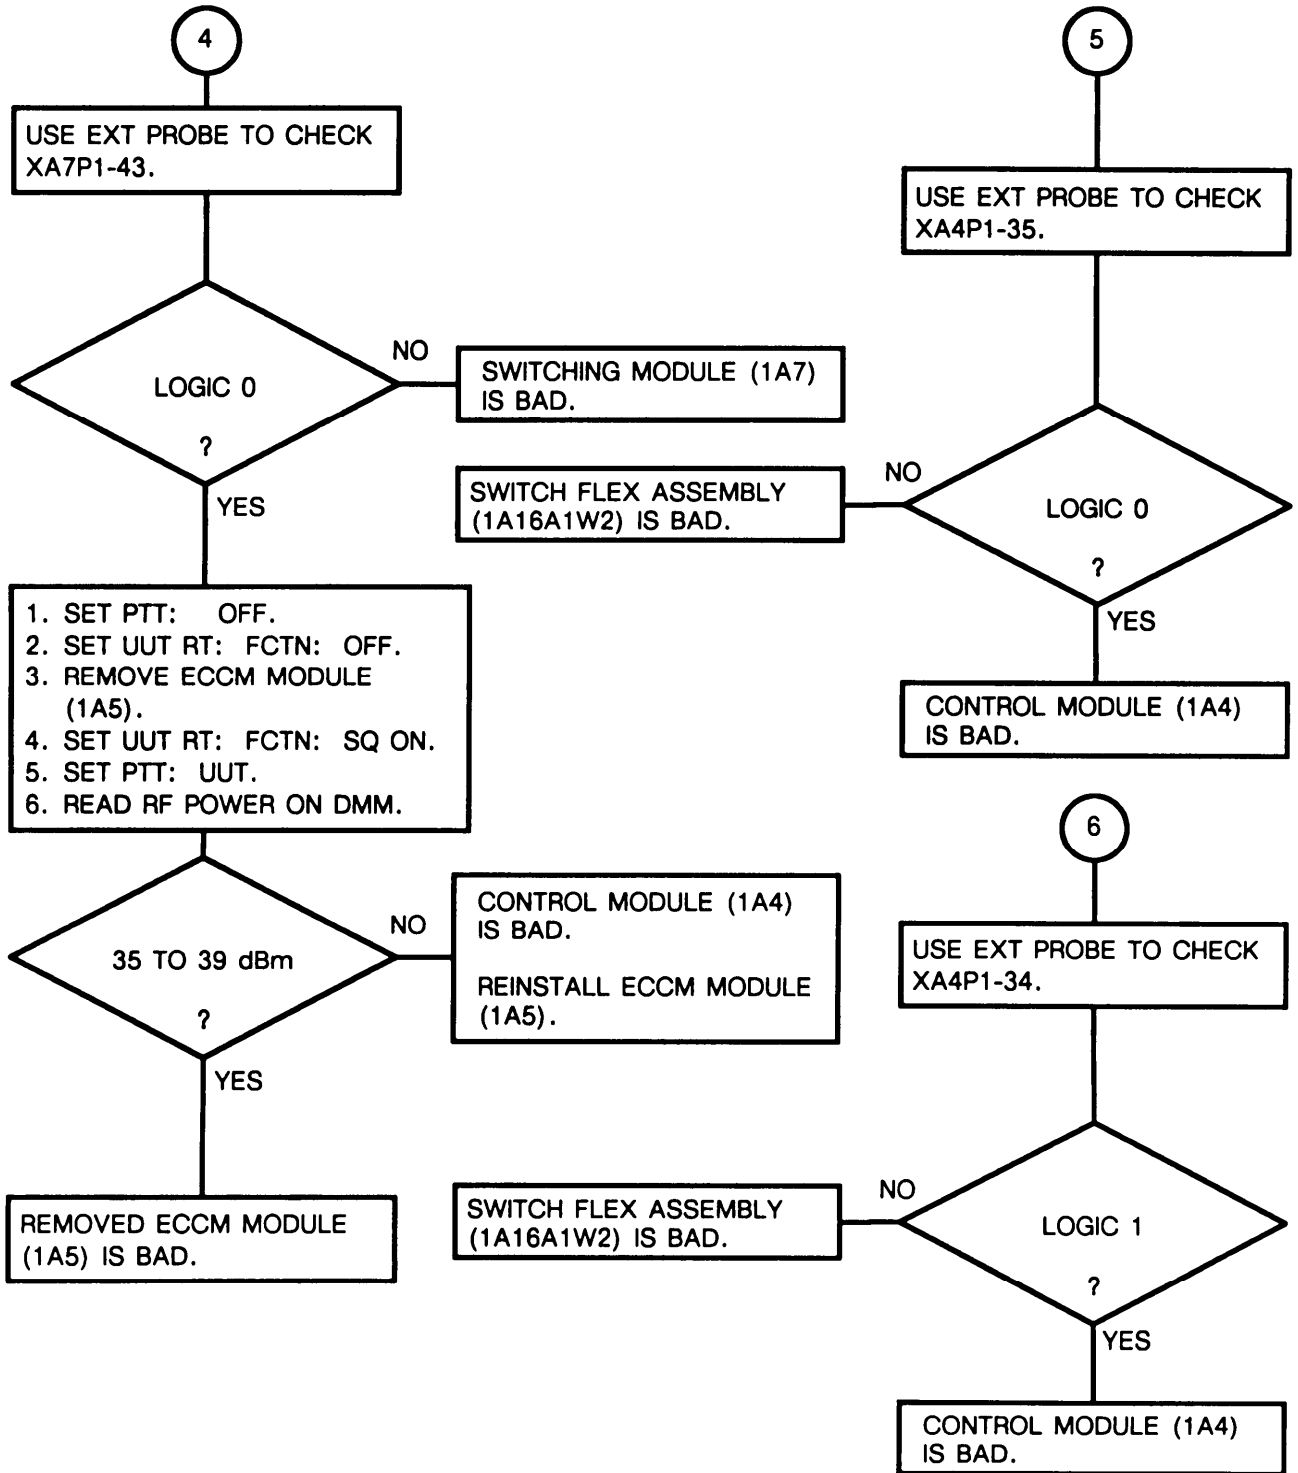 4
USE EXT PROBE TO CHECK
XA7P1-43.
LOGIC 0
?
NO
SWITCHING MODULE (1A7)
IS BAD.
YES
1. SET PTT: OFF.
2. SET UUT RT: FCTN: OFF.
3. REMOVE ECCM MODULE
(1A5).
4. SET UUT RT: FCTN: SQ ON.
5. SET PTT: UUT.
6. READ RF POWER ON DMM.
35 TO 39 dBm
?
NO
CONTROL MODULE (1A4)
IS BAD.
REINSTALL ECCM MODULE
(1A5).
YES
REMOVED ECCM MODULE
(1A5) IS BAD.
5
USE EXT PROBE TO CHECK
XA4P1-35.
LOGIC 0
?
NO
SWITCH FLEX ASSEMBLY
(1A16A1W2) IS BAD.
YES
CONTROL MODULE (1A4)
IS BAD.
6
USE EXT PROBE TO CHECK
XA4P1-34.
LOGIC 1
?
NO
SWITCH FLEX ASSEMBLY
(1A16A1W2) IS BAD.
YES
CONTROL MODULE (1A4)
IS BAD.